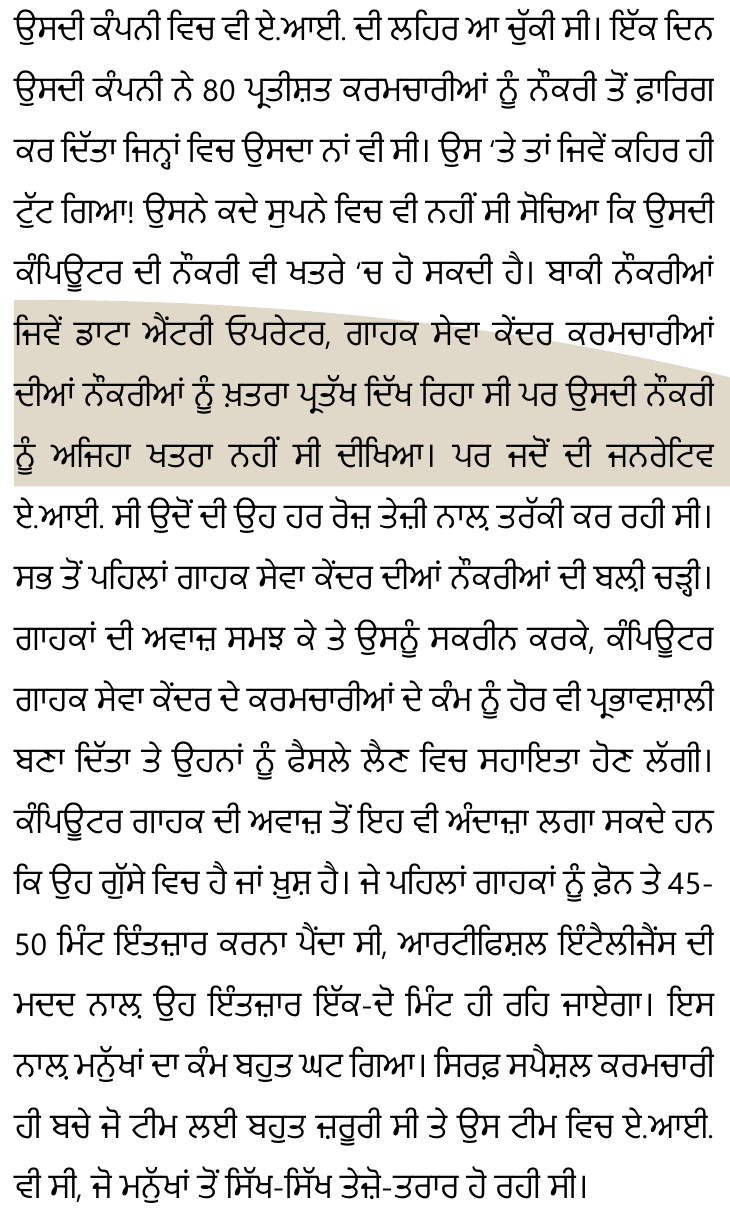 ਉਸਦੀ ਕੰਪਨੀ ਵਿਚ ਵੀ ਏ.ਆਈ. ਦੀ ਲਹਿਰ ਆ ਚੁੱਕੀ ਸੀ। ਇੱਕ ਦਿਨ
ਉਸਦੀ ਕੰਪਨੀ ਨੇ 80 ਪ੍ਰਤੀਸ਼ਤ ਕਰਮਚਾਰੀਆਂ ਨੂੰ ਨੌਕਰੀ ਤੋਂ ਫ਼ਾਰਿਗ
ਕਰ ਦਿੱਤਾ ਜਿਨ੍ਹਾਂ ਵਿਚ ਉਸਦਾ ਨਾਂ ਵੀ ਸੀ। ਉਸ ‘ਤੇ ਤਾਂ ਜਿਵੇਂ ਕਹਿਰ ਹੀ
ਟੁੱਟ ਗਿਆ! ਉਸਨੇ ਕਦੇ ਸੁਪਨੇ ਵਿਚ ਵੀ ਨਹੀਂ ਸੀ ਸੋਚਿਆ ਕਿ ਉਸਦੀ
ਕੰਪਿਊਟਰ ਦੀ ਨੌਕਰੀ ਵੀ ਖਤਰੇ ‘ਚ ਹੋ ਸਕਦੀ ਹੈ। ਬਾਕੀ ਨੌਕਰੀਆਂ
ਜਿਵੇਂ ਡਾਟਾ ਐਂਟਰੀ ਓਪਰੇਟਰ, ਗਾਹਕ ਸੇਵਾ ਕੇਂਦਰ ਕਰਮਚਾਰੀਆਂ
ਦੀਆਂ ਨੌਕਰੀਆਂ ਨੂੰ ਖ਼ਤਰਾ ਪ੍ਰਤੱਖ ਦਿੱਖ ਰਿਹਾ ਸੀ ਪਰ ਉਸਦੀ ਨੌਕਰੀ
ਨੂੰ ਅਜਿਹਾ ਖਤਰਾ ਨਹੀਂ ਸੀ ਦੀਖਿਆ। ਪਰ ਜਦੋਂ ਦੀ ਜਨਰੇਟਿਵ
ਏ.ਆਈ. ਸੀ ਉਦੋਂ ਦੀ ਉਹ ਹਰ ਰੋਜ਼ ਤੇਜ਼ੀ ਨਾਲ਼ ਤਰੱਕੀ ਕਰ ਰਹੀ ਸੀ।
ਸਭ ਤੋਂ ਪਹਿਲਾਂ ਗਾਹਕ ਸੇਵਾ ਕੇਂਦਰ ਦੀਆਂ ਨੌਕਰੀਆਂ ਦੀ ਬਲ਼ੀ ਚੜ੍ਹੀ।
ਗਾਹਕਾਂ ਦੀ ਅਵਾਜ਼ ਸਮਝ ਕੇ ਤੇ ਉਸਨੂੰ ਸਕਰੀਨ ਕਰਕੇ, ਕੰਪਿਊਟਰ
ਗਾਹਕ ਸੇਵਾ ਕੇਂਦਰ ਦੇ ਕਰਮਚਾਰੀਆਂ ਦੇ ਕੰਮ ਨੂੰ ਹੋਰ ਵੀ ਪ੍ਰਭਾਵਸ਼ਾਲੀ
ਬਣਾ ਦਿੱਤਾ ਤੇ ਉਹਨਾਂ ਨੂੰ ਫੈਸਲੇ ਲੈਣ ਵਿਚ ਸਹਾਇਤਾ ਹੋਣ ਲੱਗੀ।
ਕੰਪਿਊਟਰ ਗਾਹਕ ਦੀ ਅਵਾਜ਼ ਤੋਂ ਇਹ ਵੀ ਅੰਦਾਜ਼ਾ ਲਗਾ ਸਕਦੇ ਹਨ
ਕਿ ਉਹ ਗੁੱਸੇ ਵਿਚ ਹੈ ਜਾਂ ਖ਼ੁਸ਼ ਹੈ। ਜੇ ਪਹਿਲਾਂ ਗਾਹਕਾਂ ਨੂੰ ਫ਼ੋਨ ਤੇ 45-
50 ਮਿੰਟ ਇੰਤਜ਼ਾਰ ਕਰਨਾ ਪੈਂਦਾ ਸੀ, ਆਰਟੀਫਿਸ਼ਲ ਇੰਟੈਲੀਜੈਂਸ ਦੀ
ਮਦਦ ਨਾਲ਼ ਉਹ ਇੰਤਜ਼ਾਰ ਇੱਕ-ਦੋ ਮਿੰਟ ਹੀ ਰਹਿ ਜਾਏਗਾ। ਇਸ
ਨਾਲ਼ ਮਨੁੱਖਾਂ ਦਾ ਕੰਮ ਬਹੁਤ ਘਟ ਗਿਆ। ਸਿਰਫ਼ ਸਪੈਸ਼ਲ ਕਰਮਚਾਰੀ
ਹੀ ਬਚੇ ਜੋ ਟੀਮ ਲਈ ਬਹੁਤ ਜ਼ਰੂਰੀ ਸੀ ਤੇ ਉਸ ਟੀਮ ਵਿਚ ਏ.ਆਈ.
ਵੀ ਸੀ, ਜੋ ਮਨੁੱਖਾਂ ਤੋਂ ਸਿੱਖ-ਸਿੱਖ ਤੇਜ਼ੋ-ਤਰਾਰ ਹੋ ਰਹੀ ਸੀ।